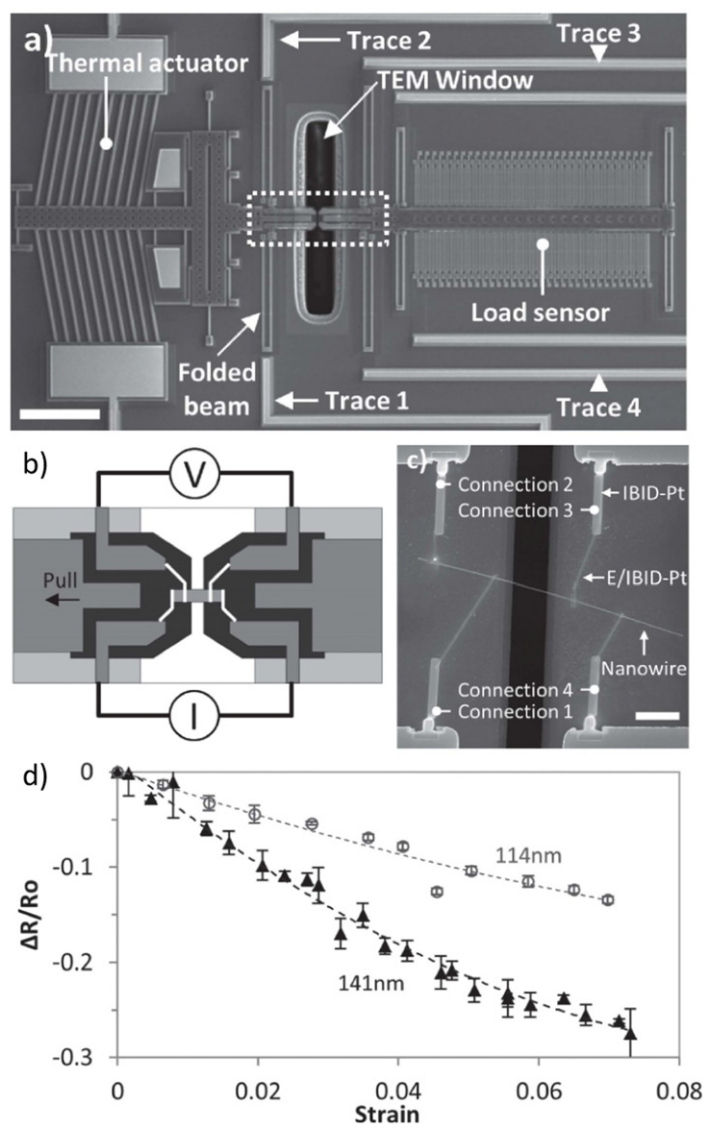 a)
Thermal actuator
Trace 2
Trace 3
TEM Window
Load sensor
Folded
beam
Trace 1
Trace 4
b)
V
Pull
I
c)
Connection 2
IBID-Pt
Connection 3
E/IBID-Pt
Nanowire
Connection 4
Connection 1
d)
0
-0.1
-0.2
-0.3
ΔR/Ro
114nm
141nm
0
0.02
0.04
0.06
0.08
Strain